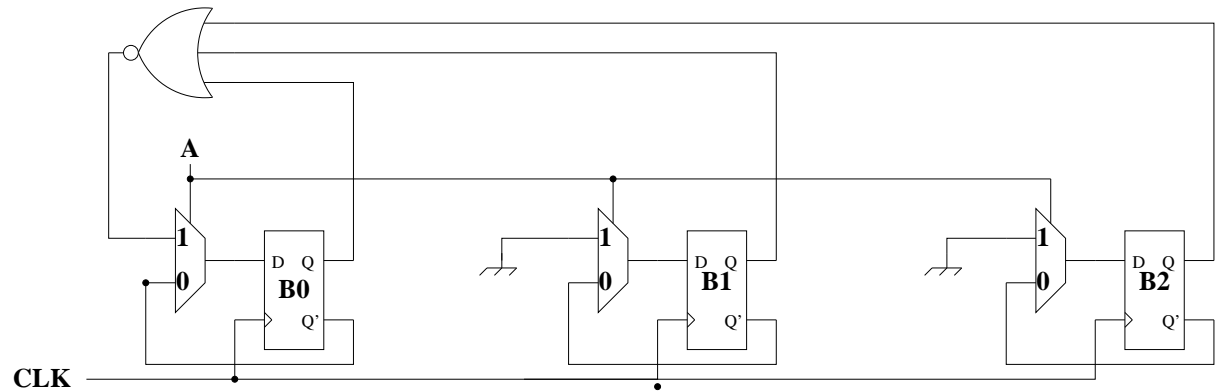 A
1 1 1
D Q D Q D Q
0 B0 0 B1 0 B2
Q' Q' Q'
CLK